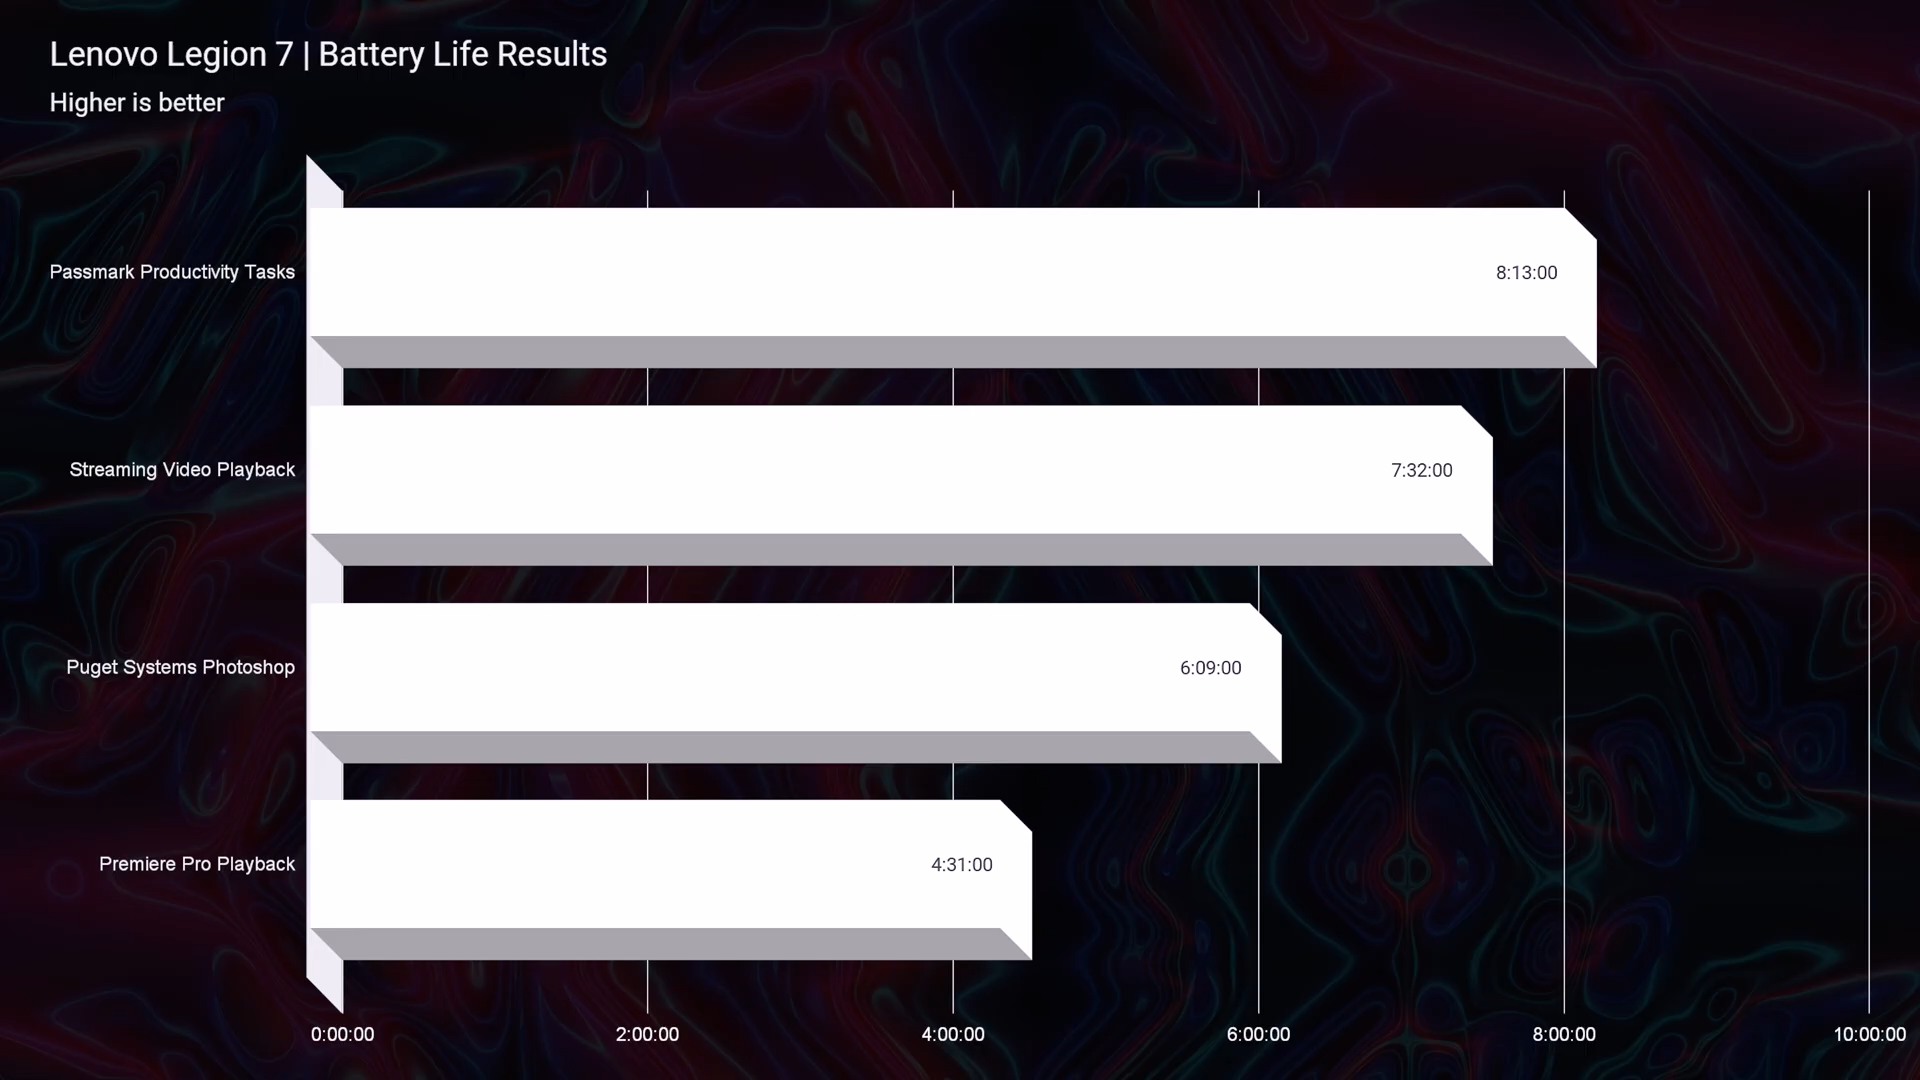 Lenovo Legion 7 | Battery Life Results
Higher is better
Passmark Productivity Tasks
8:13:00
Streaming Video Playback
7:32:00
Puget Systems Photoshop
6:09:00
Premiere Pro Playback
4:31:00
0:00:00 2:00:00 4:00:00 6:00:00 8:00:00 10:00:00